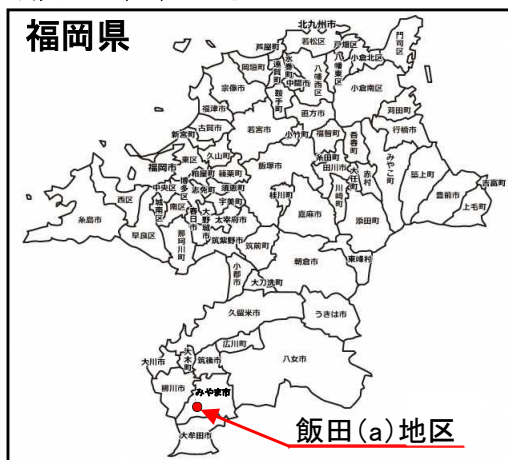 福岡県
北九州市
門司区
芦屋町
若松区
戸畑区
小倉北区
水巻町
遠賀町
八幡東区
八幡西区
岡垣町
中間市
小倉南区
宗像市
鞍手町
苅田町
福津市
直方市
古賀市
宮若市
行橋市
新宮町
小竹町
福智町
香春町
みやこ町
久山町
福岡市
東区
飯塚市
糸田町
田川市
大任町
赤村
築上町
吉富町
粕屋町
篠栗町
中央区
博多区
志免町
須恵町
豊前市
西区
城南区
南区
宇美町
桂川町
川崎町
上毛町
糸島市
春日市
大野城市
太宰府市
嘉麻市
添田町
早良区
那珂川町
筑紫野市
筑前町
朝倉市
東峰村
小郡市
大刀洗町
久留米市
うきは市
広川町
大川市
大木町
筑後市
八女市
みやま市
柳川市
飯田(a)地区
大牟田市